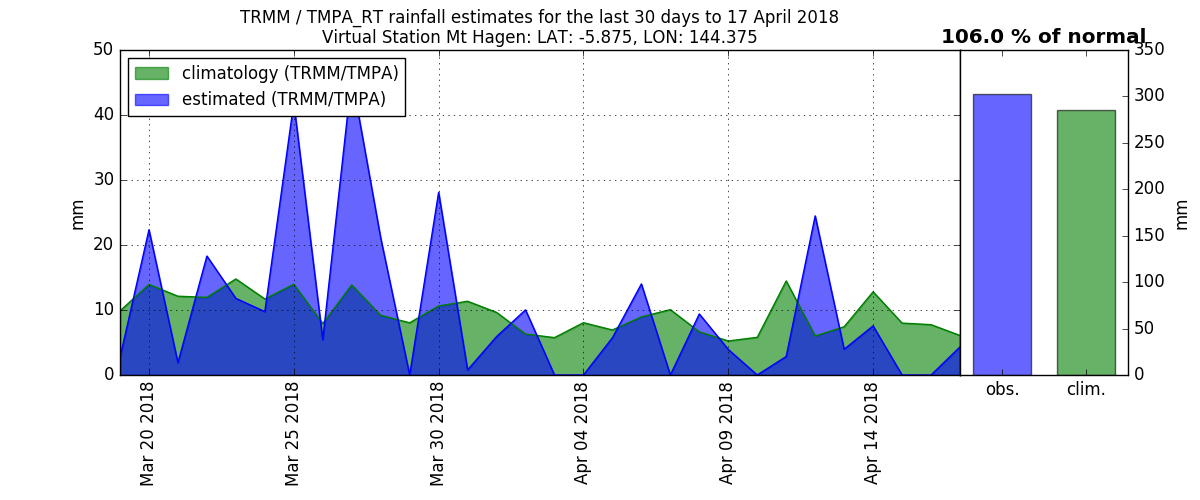 TRMM / TMPA_RT rainfall estimates for the last 30 days to 17 April 2018
Virtual Station Mt Hagen: LAT: -5.875, LON: 144.375
106.0 % of normal
climatology (TRMM/TMPA)
estimated (TRMM/TMPA)
50
40
30
20
10
0
mm
350
300
250
200
150
100
50
0
mm
Mar 20 2018
Mar 25 2018
Mar 30 2018
Apr 04 2018
Apr 09 2018
Apr 14 2018
obs.
clim.